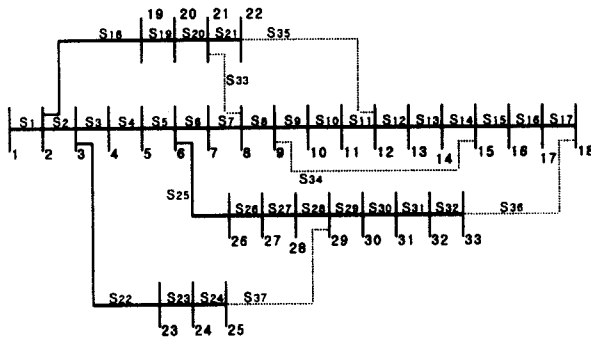 19 20 21 22
S18 S19 S20 S21 S35
S33
S1 S2 S3 S4 S5 S6 S7 S8 S9 S10 S11 S12 S13 S14 S15 S16 S17
1 2 3 4 5 6 7 8 9 10 11 12 13 14 15 16 17 18
S34
S25
S26 S27 S28 S29 S30 S31 S32 S36
26 27 28 29 30 31 32 33
S22 S23 S24 S37
23 24 25